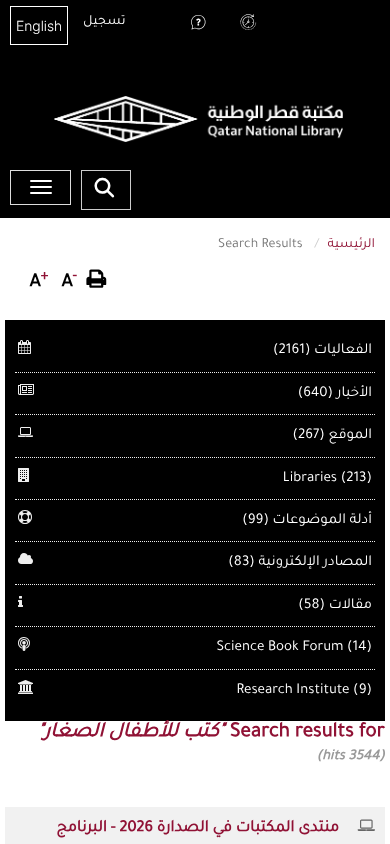 English
تسجيل
مكتبة قطر الوطنية
Qatar National Library
الرئيسية / Search Results
A+ A-
الفعاليات (2161)
الأخبار (640)
الموقع (267)
Libraries (213)
أدلة الموضوعات (99)
المصادر الإلكترونية (83)
مقالات (58)
Science Book Forum (14)
Research Institute (9)
Search results for "كتب للأطفال الصغار"
(3544 hits)
منتدى المكتبات في الصدارة 2026 - البرنامج